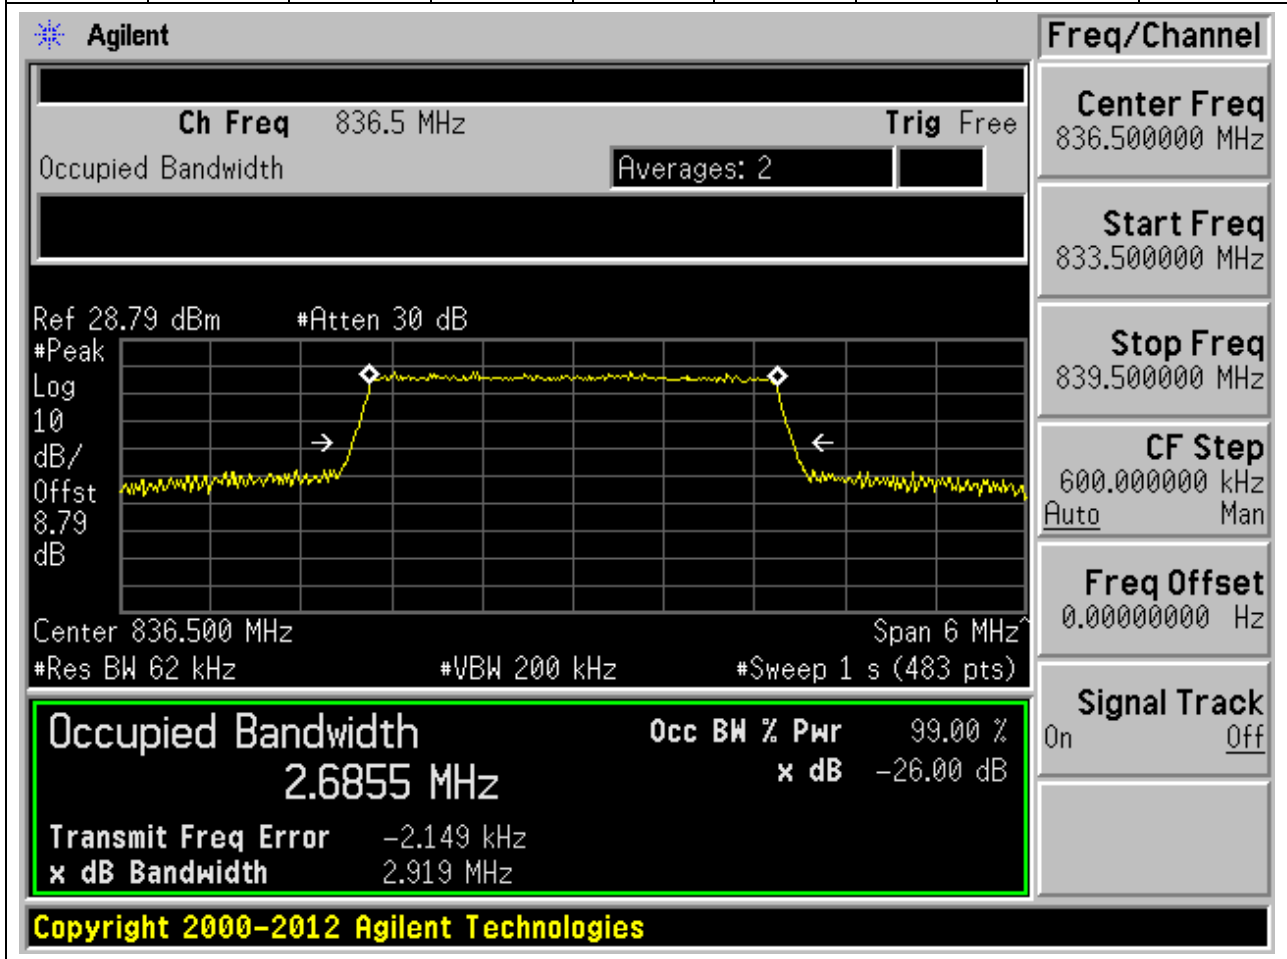 Agilent
Freq/Channel
Ch Freq 836.5 MHz Trig Free
Occupied Bandwidth Averages: 2
Center Freq
836.500000 MHz
Start Freq
833.500000 MHz
Stop Freq
839.500000 MHz
CF Step
600.000000 kHz
Auto Man
Freq Offset
0.00000000 Hz
Signal Track
On Off
Ref 28.79 dBm #Atten 30 dB
#Peak
Log
10
dB/
Offst
8.79
dB
Center 836.500 MHz Span 6 MHz^
#Res BW 62 kHz #VBW 200 kHz #Sweep 1 s (483 pts)
Occupied Bandwidth Occ BW % Pwr 99.00 %
2.6855 MHz x dB -26.00 dB
Transmit Freq Error -2.149 kHz
x dB Bandwidth 2.919 MHz
Copyright 2000-2012 Agilent Technologies